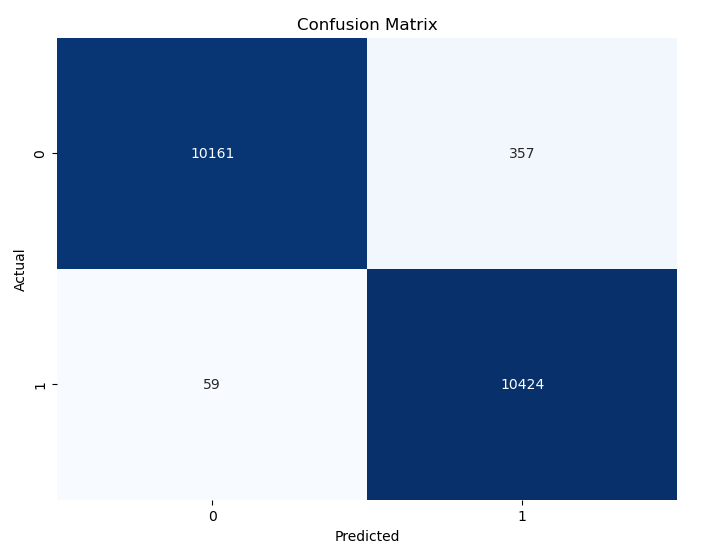 Confusion Matrix
Actual
0
10161
357
1
59
10424
0
1
Predicted